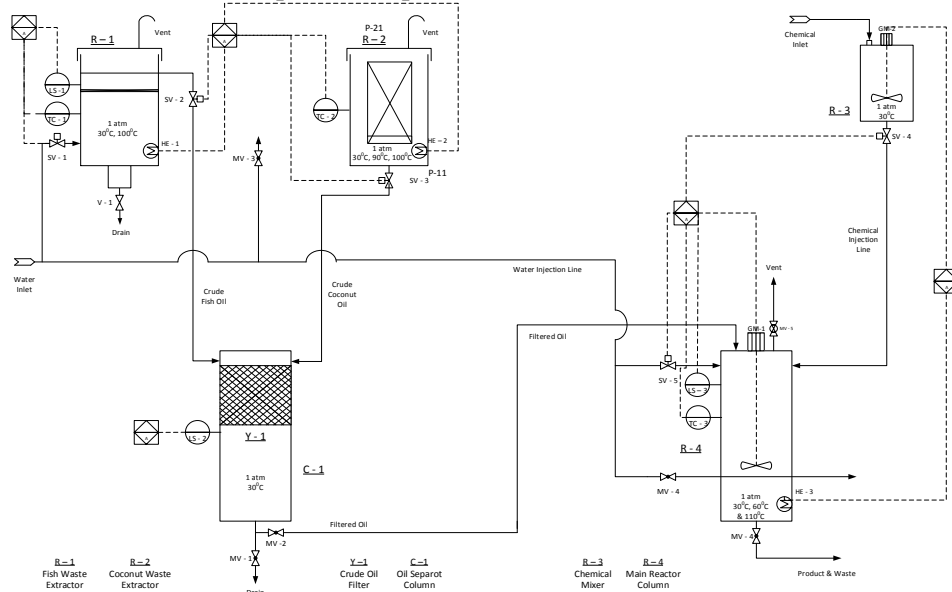 P-21
R – 1
Vent
R – 2
Vent
Chemical
Inlet
GM-2
LS -1
TC - 1
SV - 2
TC - 2
R - 3
1 atm
30⁰C
1 atm
30⁰C, 100⁰C
HE - 1
SV - 1
MV - 3
1 atm
30⁰C, 90⁰C, 100⁰C
HE – 2
P-11
SV - 3
SV - 4
V - 1
Drain
Chemical
Injection
Line
Water
Inlet
Water Injection Line
Vent
Crude
Fish Oil
Crude
Coconut
Oil
GM-1
MV - 5
Filtered Oil
SV - 5
LS – 3
TC - 3
LS - 2
Y - 1
R - 4
C - 1
1 atm
30⁰C
MV - 4
HE - 3
1 atm
30⁰C, 60⁰C
& 110⁰C
Filtered Oil
MV -2
MV - 4
MV - 1
Product & Waste
Drain
R – 1
Fish Waste
Extractor
R – 2
Coconut Waste
Extractor
Y –1
Crude Oil
Filter
C –1
Oil Separot
Column
R – 3
Chemical
Mixer
R – 4
Main Reactor
Column